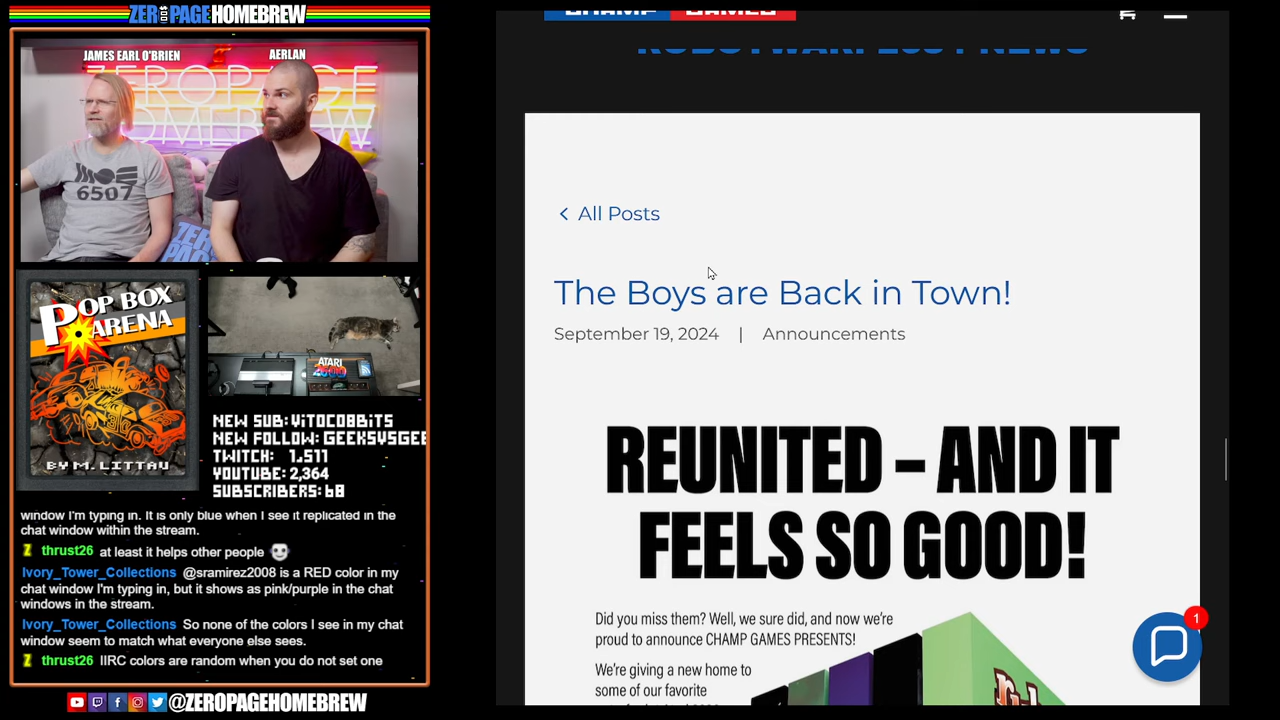 ZEROPAGEHOMEBREW
JAMES EARL O'BRIEN
AERLAN
ZEROPAGE
HOMEBREW
6507
ZERO
PAGE
POP BOX
ARENA
BY M. LITTAU
ATARI
2600
NEW SUB: VITOCO8BITS
NEW FOLLOW: GEEKSVSGEE
TWITCH: 1,511
YOUTUBE: 2,364
SUBSCRIBERS: 68
window I'm typing in. It is only blue when I see it replicated in the
chat window within the stream.
thrust26 at least it helps other people
Ivory_Tower_Collections @sramirez2008 is a RED color in my
chat window I'm typing in, but it shows as pink/purple in the chat
windows in the stream.
Ivory_Tower_Collections So none of the colors I see in my chat
window seem to match what everyone else sees.
thrust26 IIRC colors are random when you do not set one
@ZEROPAGEHOMEBREW
CHAMP GAMES
< All Posts
The Boys are Back in Town!
September 19, 2024 | Announcements
REUNITED – AND IT
FEELS SO GOOD!
Did you miss them? Well, we sure did, and now we're
proud to announce CHAMP GAMES PRESENTS!
We're giving a new home to
some of our favorite
1